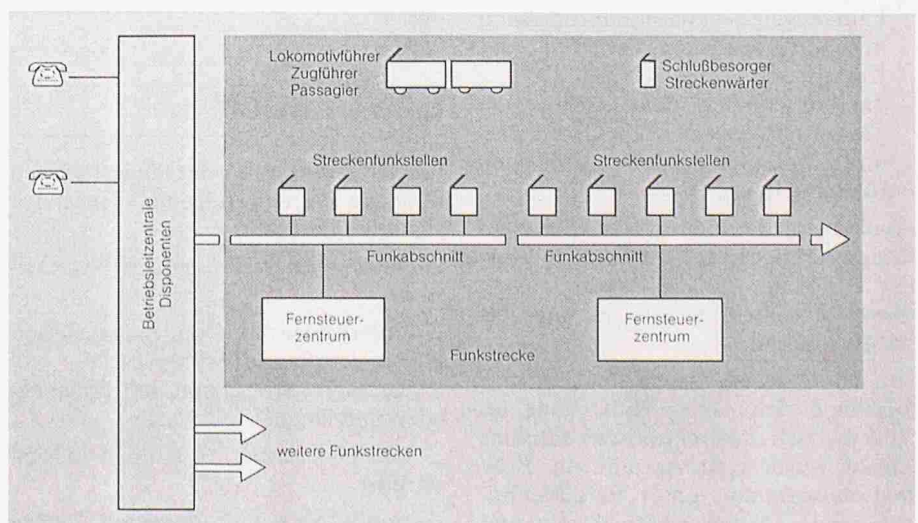 Lokomotivführer
Zugführer
Passagier
Schlußbesorger
Streckenwärter
Streckenfunkstellen
Streckenfunkstellen
Betriebsleitzentrale
Disponenten
Funkabschnitt
Funkabschnitt
Fernsteuer-
zentrum
Fernsteuer-
zentrum
Funkstrecke
weitere Funkstrecken